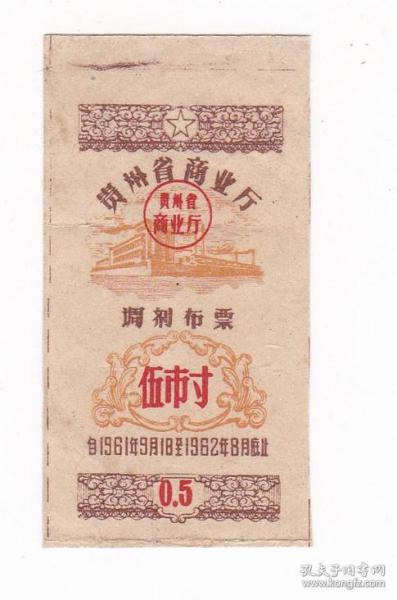 贵州省商业厅
贵州省
商业厅
调剂布票
伍市寸
自1961年9月1日至1962年8月底止
0.5
孔夫子旧书网
www.kongfz.com